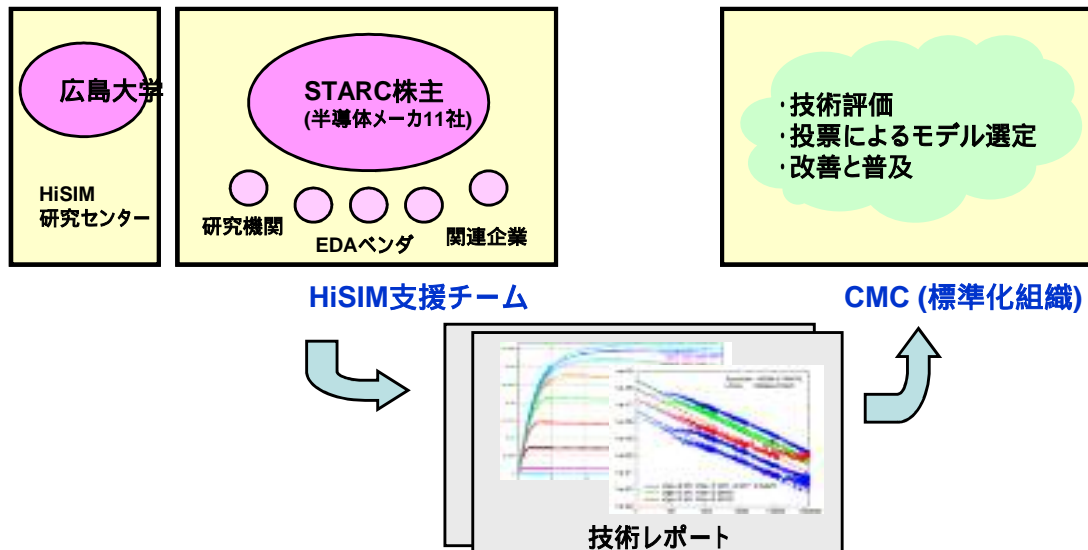 広島大学
HiSIM
研究センター
STARC株主
(半導体メーカ11社)
研究機関
EDAベンダ
関連企業
・技術評価
・投票によるモデル選定
・改善と普及
HiSIM支援チーム
CMC (標準化組織)
技術レポート